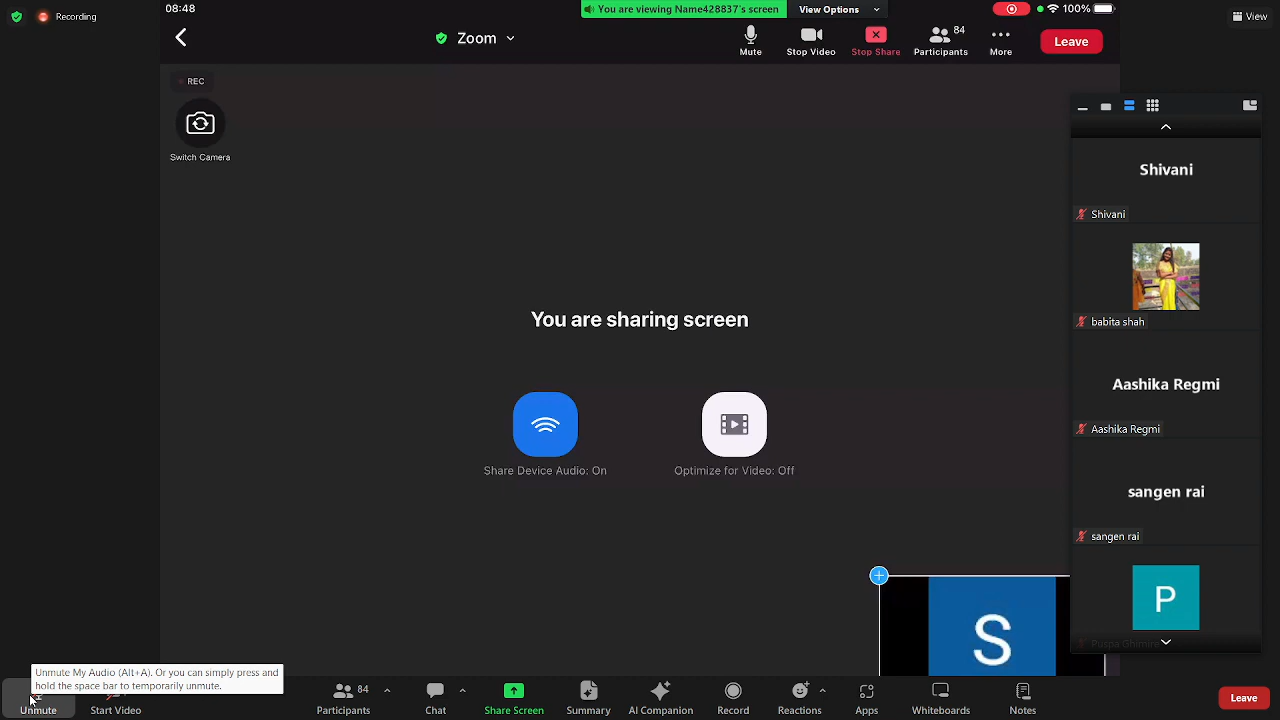 Recording
08:48
You are viewing Name428837's screen
View Options
100%
View
Zoom
Mute
Stop Video
Stop Share
84
Participants
More
Leave
REC
Switch Camera
Shivani
Shivani
babita shah
Aashika Regmi
Aashika Regmi
sangen rai
sangen rai
P
Puspa Ghimire
You are sharing screen
Share Device Audio: On
Optimize for Video: Off
S
Unmute My Audio (Alt+A). Or you can simply press and
hold the space bar to temporarily unmute.
Unmute
Start Video
84
Participants
Chat
Share Screen
Summary
AI Companion
Record
Reactions
Apps
Whiteboards
Notes
Leave